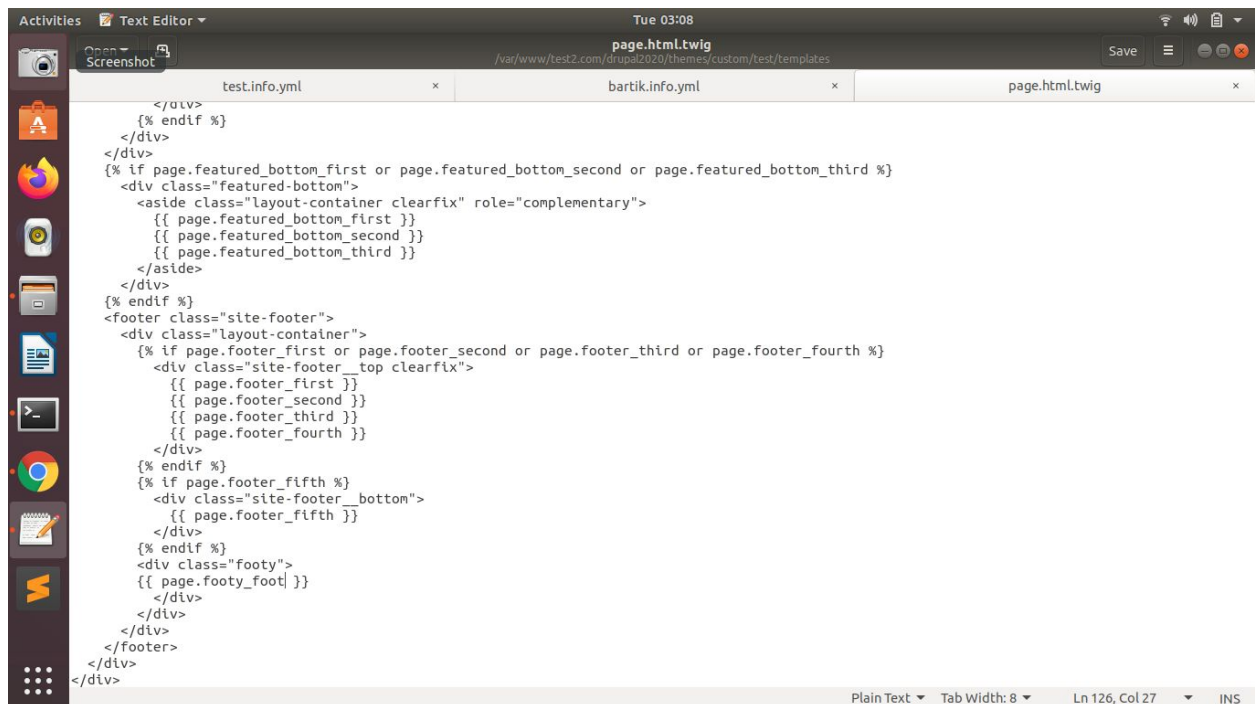 Activities Text Editor Tue 03:08
Open page.html.twig Save
Screenshot /var/www/test2.com/drupal2020/themes/custom/test/templates
test.info.yml × bartik.info.yml × page.html.twig ×
</div>
{% endif %}
</div>
</div>
{% if page.featured_bottom_first or page.featured_bottom_second or page.featured_bottom_third %}
<div class="featured-bottom">
<aside class="layout-container clearfix" role="complementary">
{{ page.featured_bottom_first }}
{{ page.featured_bottom_second }}
{{ page.featured_bottom_third }}
</aside>
</div>
{% endif %}
<footer class="site-footer">
<div class="layout-container">
{% if page.footer_first or page.footer_second or page.footer_third or page.footer_fourth %}
<div class="site-footer__top clearfix">
{{ page.footer_first }}
{{ page.footer_second }}
{{ page.footer_third }}
{{ page.footer_fourth }}
</div>
{% endif %}
{% if page.footer_fifth %}
<div class="site-footer__bottom">
{{ page.footer_fifth }}
</div>
{% endif %}
<div class="footy">
{{ page.footy_foot }}
</div>
</div>
</div>
</footer>
</div>
</div>
Plain Text Tab Width: 8 Ln 126, Col 27 INS